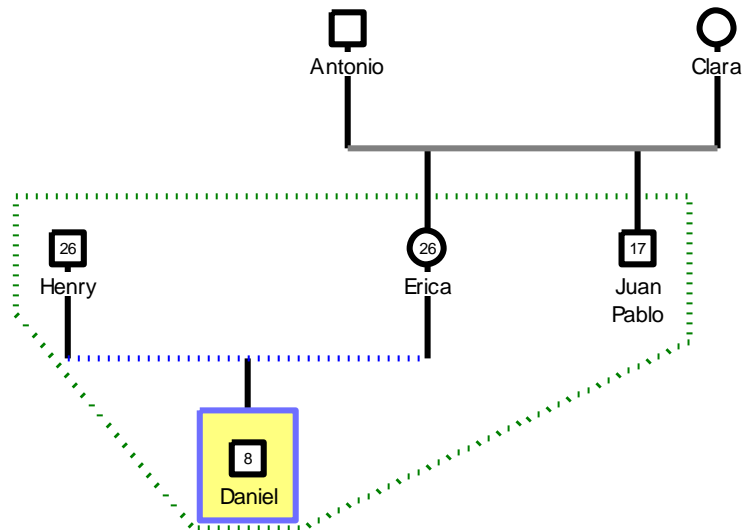 Antonio
Clara
26
26
17
Henry
Erica
Juan
Pablo
8
Daniel